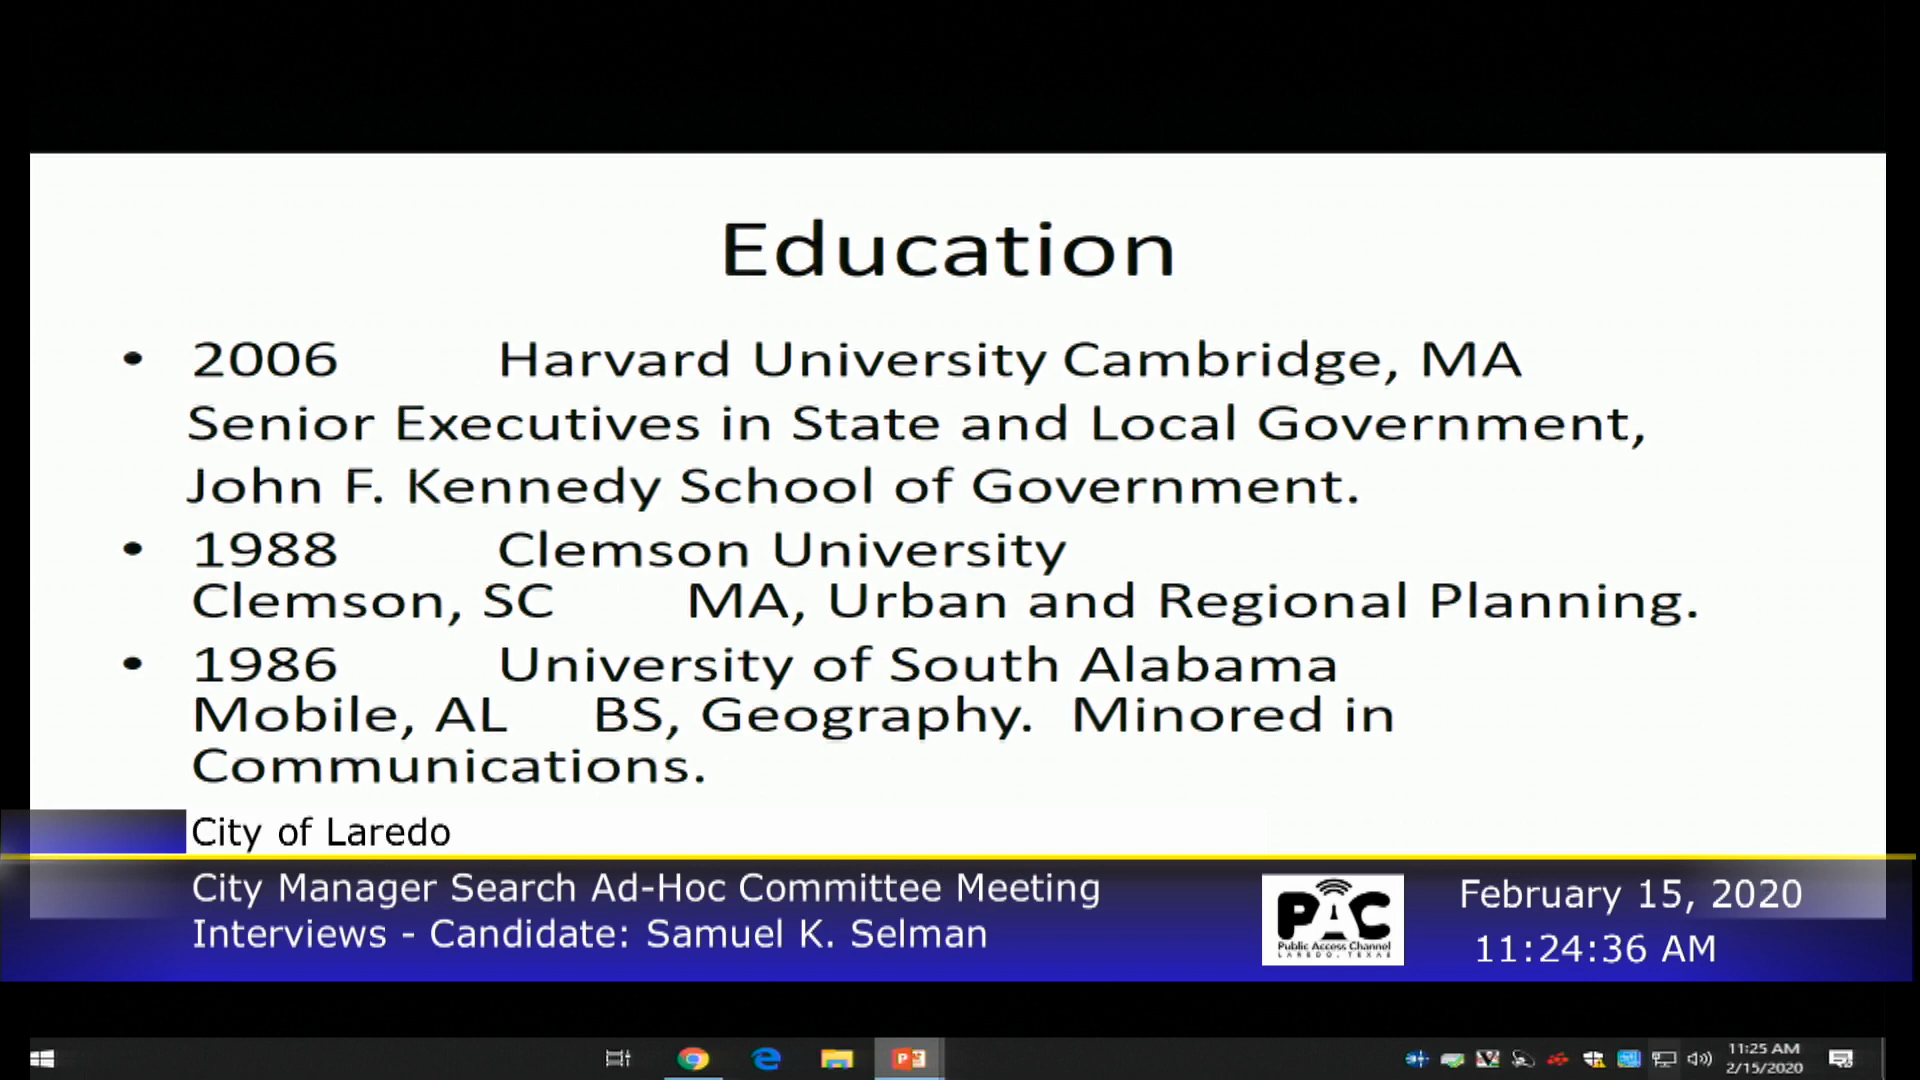 Education
• 2006 Harvard University Cambridge, MA
Senior Executives in State and Local Government,
John F. Kennedy School of Government.
• 1988 Clemson University
Clemson, SC MA, Urban and Regional Planning.
• 1986 University of South Alabama
Mobile, AL BS, Geography. Minored in
Communications.
City of Laredo
City Manager Search Ad-Hoc Committee Meeting
Interviews - Candidate: Samuel K. Selman
PAC
Public Access Channel
LAREDO, TEXAS
February 15, 2020
11:24:36 AM
11:25 AM
2/15/2020